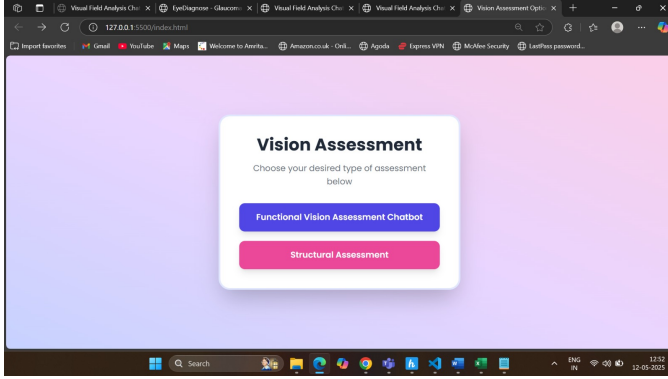 Visual Field Analysis Chat
EyeDiagnose - Glaucoma
Visual Field Analysis Chat
Visual Field Analysis Chat
Vision Assessment Optio
127.0.0.1:5500/index.html
Import favorites
Gmail
YouTube
Maps
Welcome to Amrita...
Amazon.co.uk - Onli...
Agoda
Express VPN
McAfee Security
LastPass password...
Vision Assessment
Choose your desired type of assessment
below
Functional Vision Assessment Chatbot
Structural Assessment
Search
ENG
IN
12:52
12-05-2025